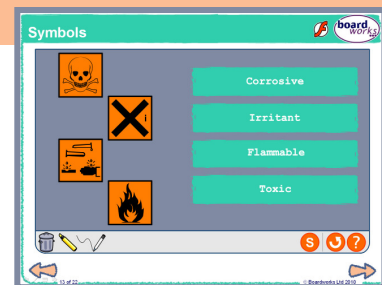 Symbols
board
works
Corrosive
i
Irritant
Flammable
Toxic
S
?
13 of 22
© Boardworks Ltd 2010